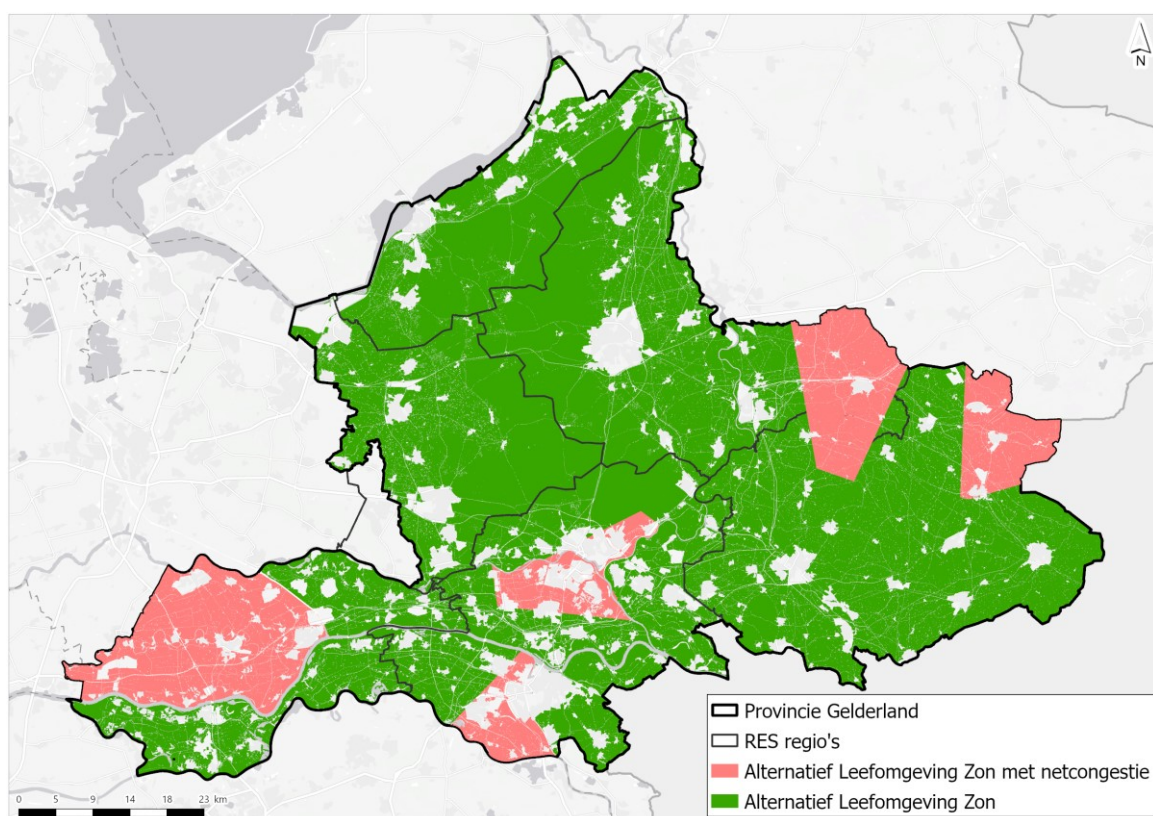 N
Provincie Gelderland
RES regio's
Alternatief Leefomgeving Zon met netcongestie
Alternatief Leefomgeving Zon
0 5 9 14 18 23 km